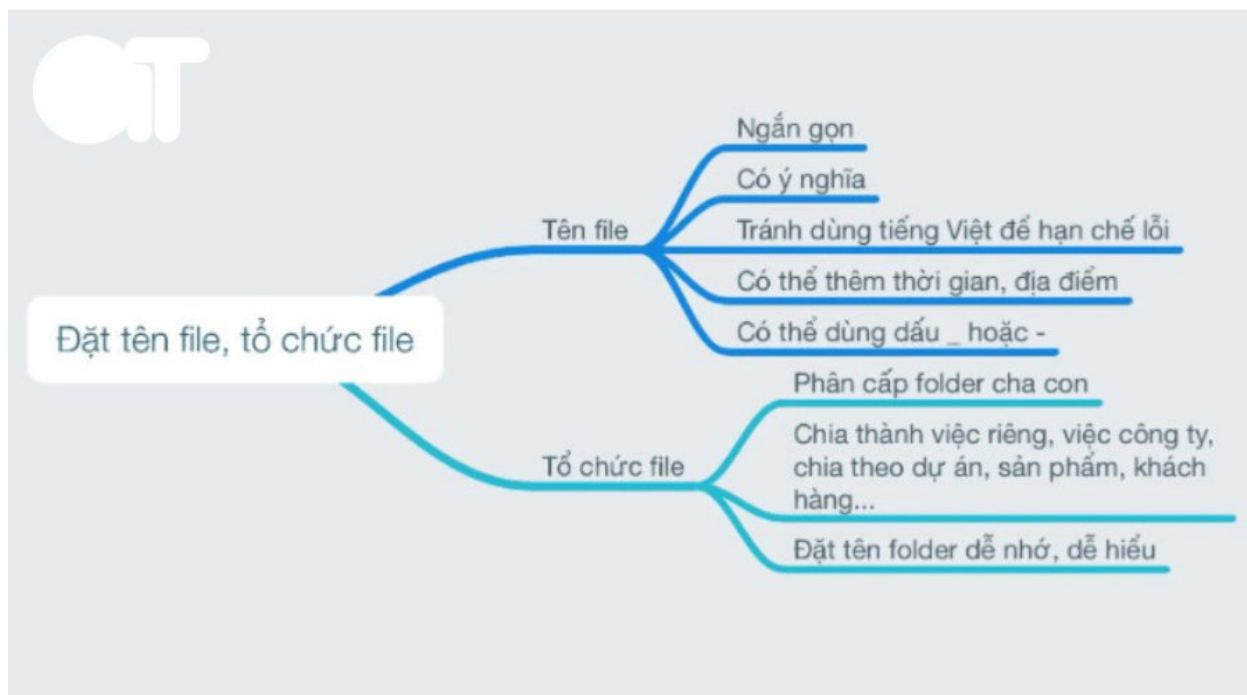 Ngắn gọn
Có ý nghĩa
Tên file
Tránh dùng tiếng Việt để hạn chế lỗi
Có thể thêm thời gian, địa điểm
Có thể dùng dấu _ hoặc -
Đặt tên file, tổ chức file
Phân cấp folder cha con
Chia thành việc riêng, việc công ty,
chia theo dự án, sản phẩm, khách
hàng...
Tổ chức file
Đặt tên folder dễ nhớ, dễ hiểu